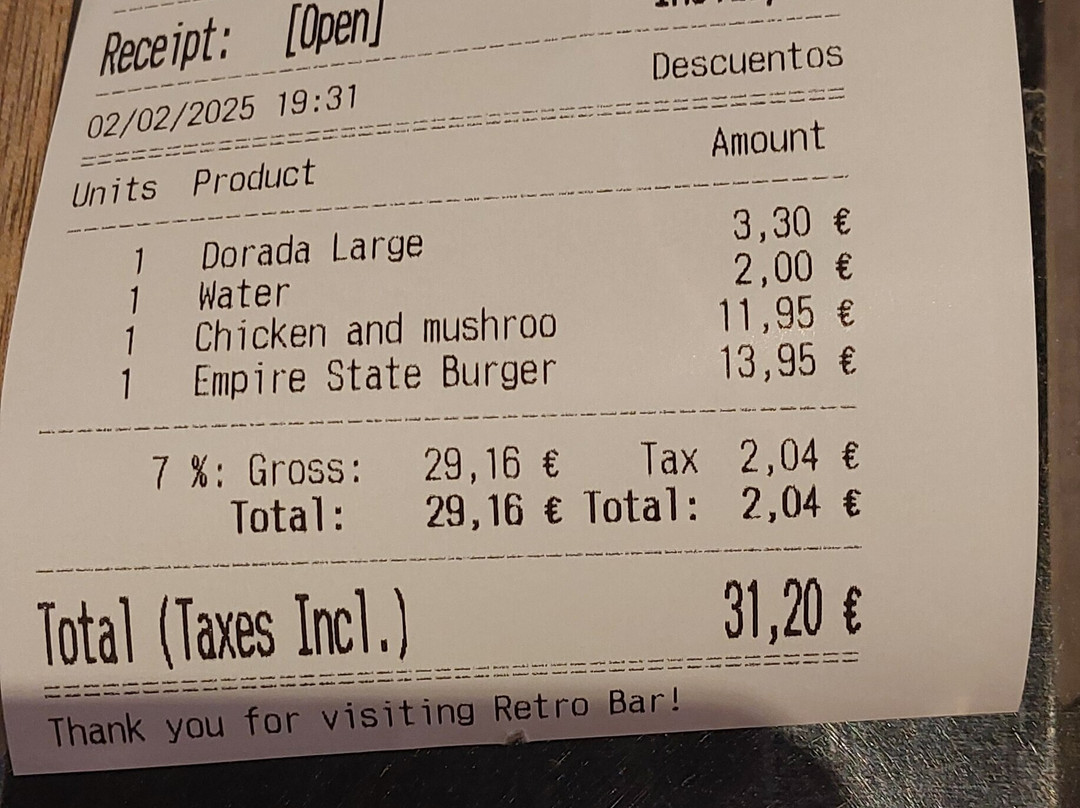 Receipt: [Open]
02/02/2025 19:31 Descuentos
Units Product Amount
1 Dorada Large 3,30 €
1 Water 2,00 €
1 Chicken and mushroo 11,95 €
1 Empire State Burger 13,95 €
7 %: Gross: 29,16 € Tax 2,04 €
Total: 29,16 € Total: 2,04 €
Total (Taxes Incl.) 31,20 €
Thank you for visiting Retro Bar!